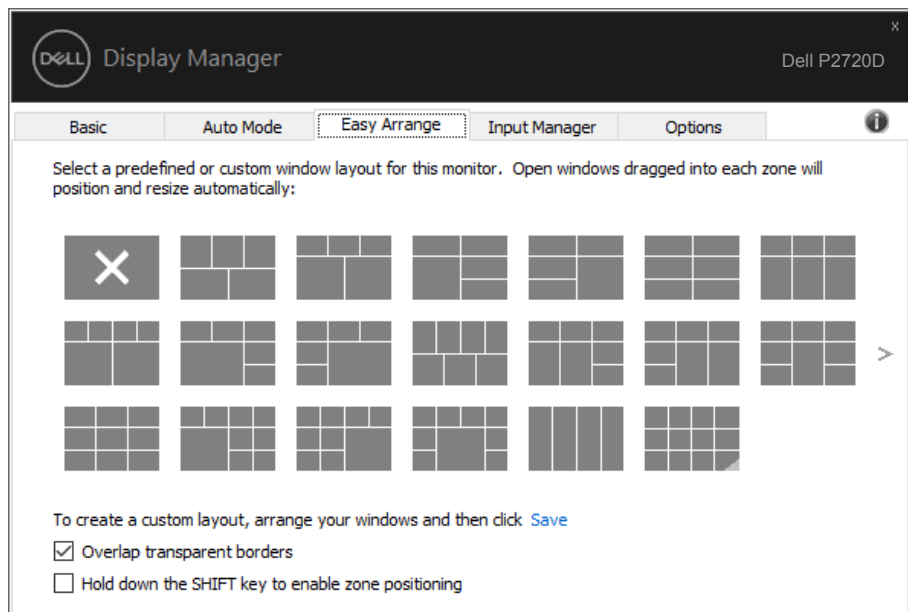 x
DELL Display Manager
Dell P2720D
Basic Auto Mode Easy Arrange Input Manager Options
Select a predefined or custom window layout for this monitor. Open windows dragged into each zone will
position and resize automatically:
>
To create a custom layout, arrange your windows and then click Save
Overlap transparent borders
Hold down the SHIFT key to enable zone positioning